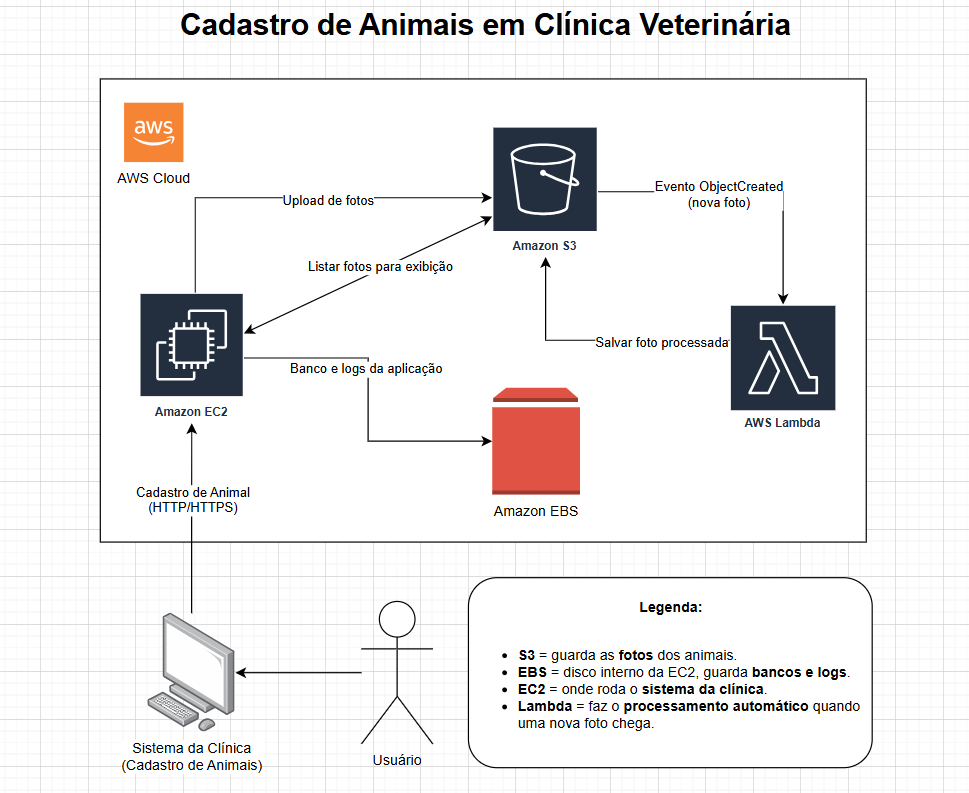 Cadastro de Animais em Clínica Veterinária
aws
AWS Cloud
Upload de fotos
Evento ObjectCreated
(nova foto)
Amazon S3
Listar fotos para exibição
Salvar foto processada
Banco e logs da aplicação
Amazon EC2
AWS Lambda
Cadastro de Animal
(HTTP/HTTPS)
Amazon EBS
Legenda:
• S3 = guarda as fotos dos animais.
• EBS = disco interno da EC2, guarda bancos e logs.
• EC2 = onde roda o sistema da clínica.
• Lambda = faz o processamento automático quando
uma nova foto chega.
Sistema da Clínica
(Cadastro de Animais)
Usuário